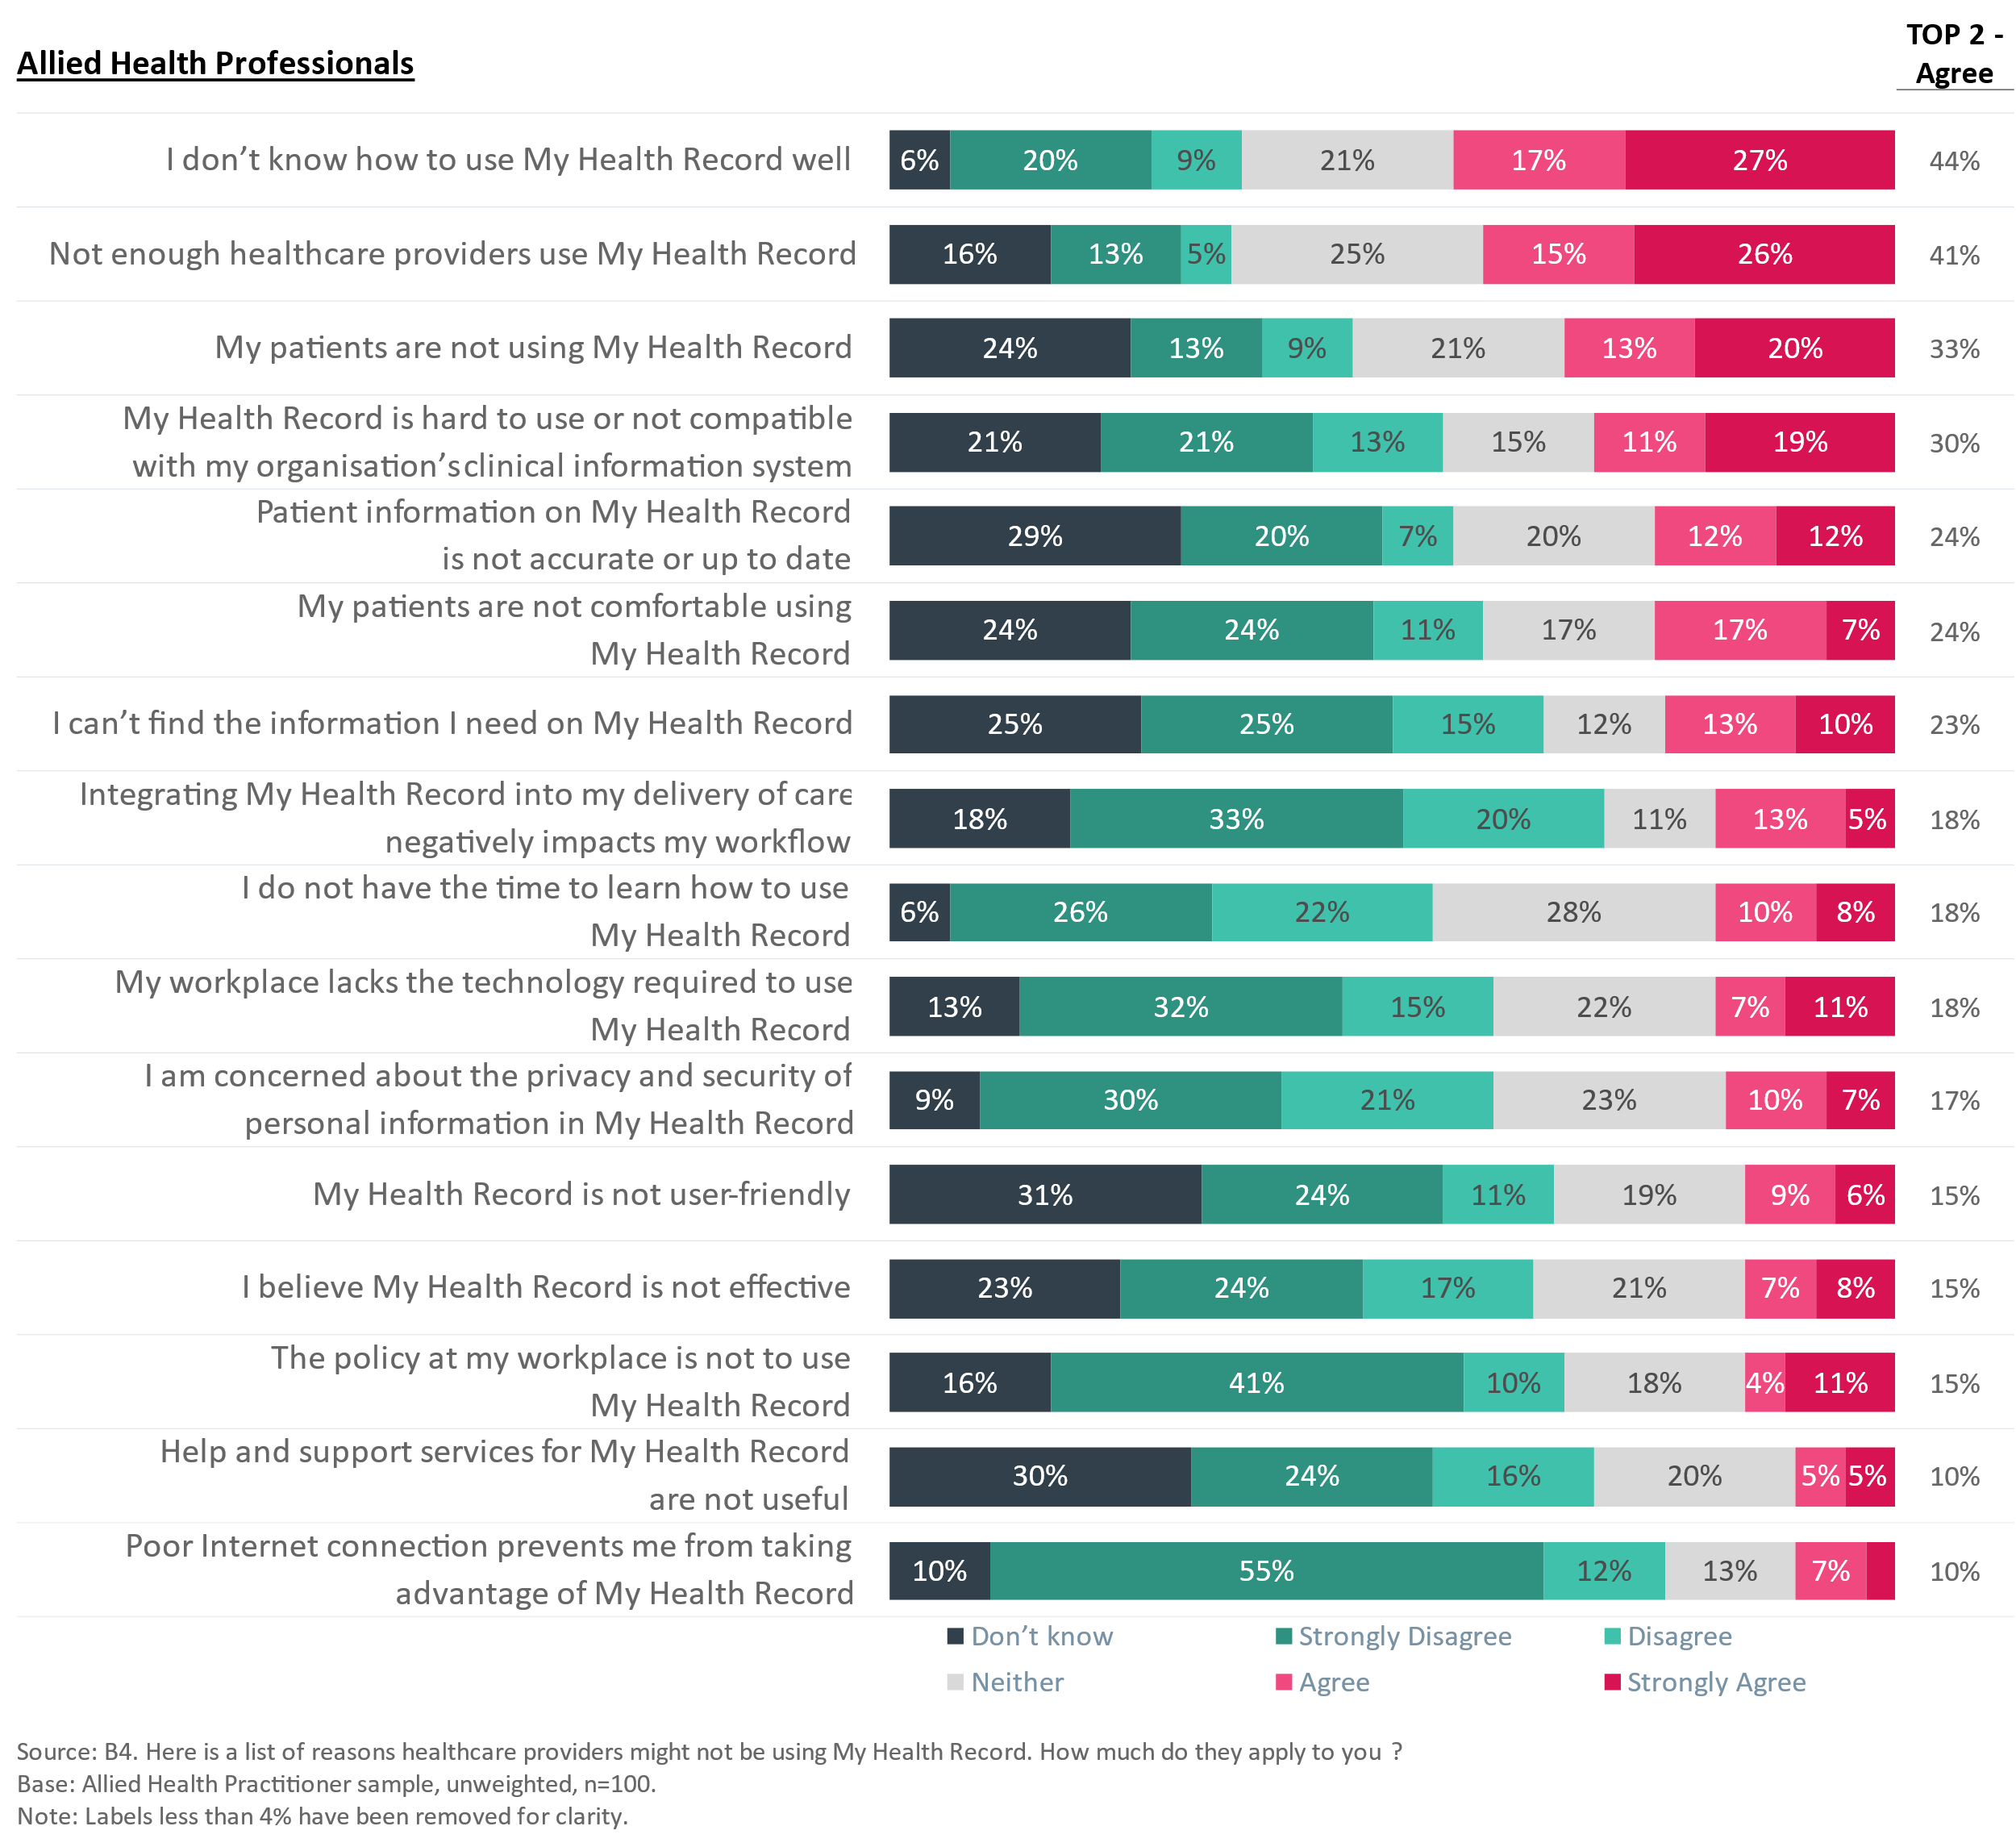 TOP 2 -
Agree
Allied Health Professionals
I don’t know how to use My Health Record well
6% 20% 9% 21% 17% 27% 44%
Not enough healthcare providers use My Health Record
16% 13% 5% 25% 15% 26% 41%
My patients are not using My Health Record
24% 13% 9% 21% 13% 20% 33%
My Health Record is hard to use or not compatible
with my organisation’s clinical information system
21% 21% 13% 15% 11% 19% 30%
Patient information on My Health Record
is not accurate or up to date
29% 20% 7% 20% 12% 12% 24%
My patients are not comfortable using
My Health Record
24% 24% 11% 17% 17% 7% 24%
I can’t find the information I need on My Health Record
25% 25% 15% 12% 13% 10% 23%
Integrating My Health Record into my delivery of care
negatively impacts my workflow
18% 33% 20% 11% 13% 5% 18%
I do not have the time to learn how to use
My Health Record
6% 26% 22% 28% 10% 8% 18%
My workplace lacks the technology required to use
My Health Record
13% 32% 15% 22% 7% 11% 18%
I am concerned about the privacy and security of
personal information in My Health Record
9% 30% 21% 23% 10% 7% 17%
My Health Record is not user-friendly
31% 24% 11% 19% 9% 6% 15%
I believe My Health Record is not effective
23% 24% 17% 21% 7% 8% 15%
The policy at my workplace is not to use
My Health Record
16% 41% 10% 18% 4% 11% 15%
Help and support services for My Health Record
are not useful
30% 24% 16% 20% 5% 5% 10%
Poor Internet connection prevents me from taking
advantage of My Health Record
10% 55% 12% 13% 7% 10%
Don’t know Strongly Disagree Disagree
Neither Agree Strongly Agree
Source: B4. Here is a list of reasons healthcare providers might not be using My Health Record. How much do they apply to you ?
Base: Allied Health Practitioner sample, unweighted, n=100.
Note: Labels less than 4% have been removed for clarity.